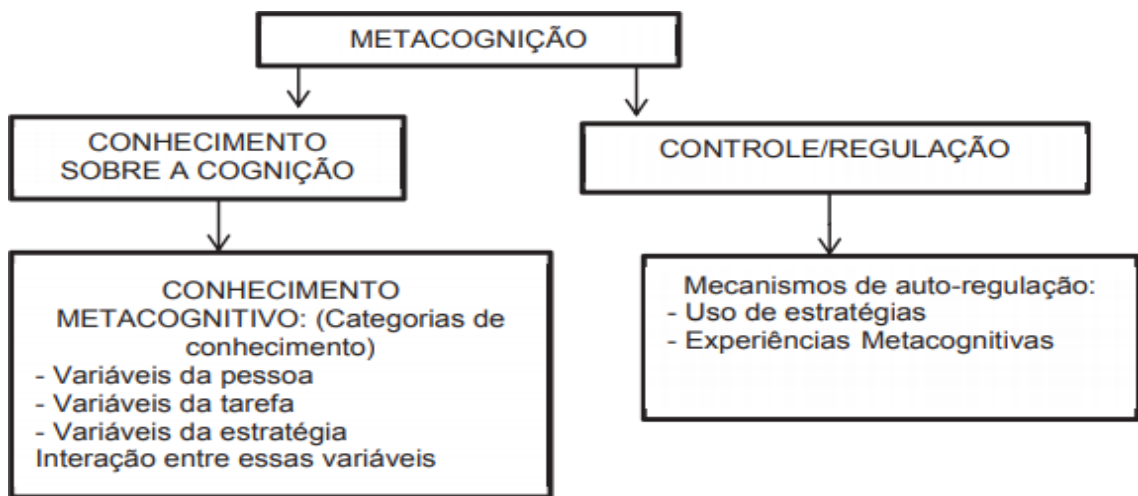 METACOGNIÇÃO
CONHECIMENTO
SOBRE A COGNIÇÃO
CONTROLE/REGULAÇÃO
CONHECIMENTO
METACOGNITIVO: (Categorias de
conhecimento)
- Variáveis da pessoa
- Variáveis da tarefa
- Variáveis da estratégia
Interação entre essas variáveis
Mecanismos de auto-regulação:
- Uso de estratégias
- Experiências Metacognitivas